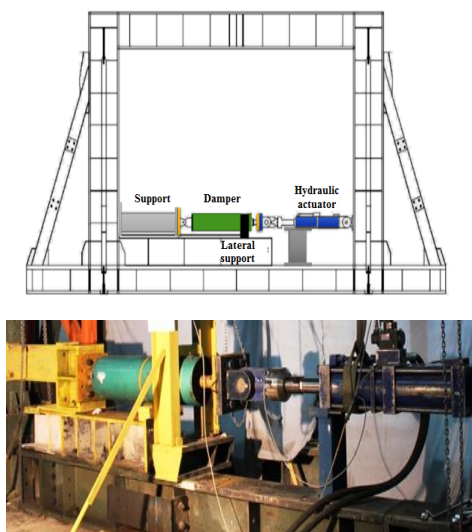 Support
Damper
Hydraulic
actuator
Lateral
support